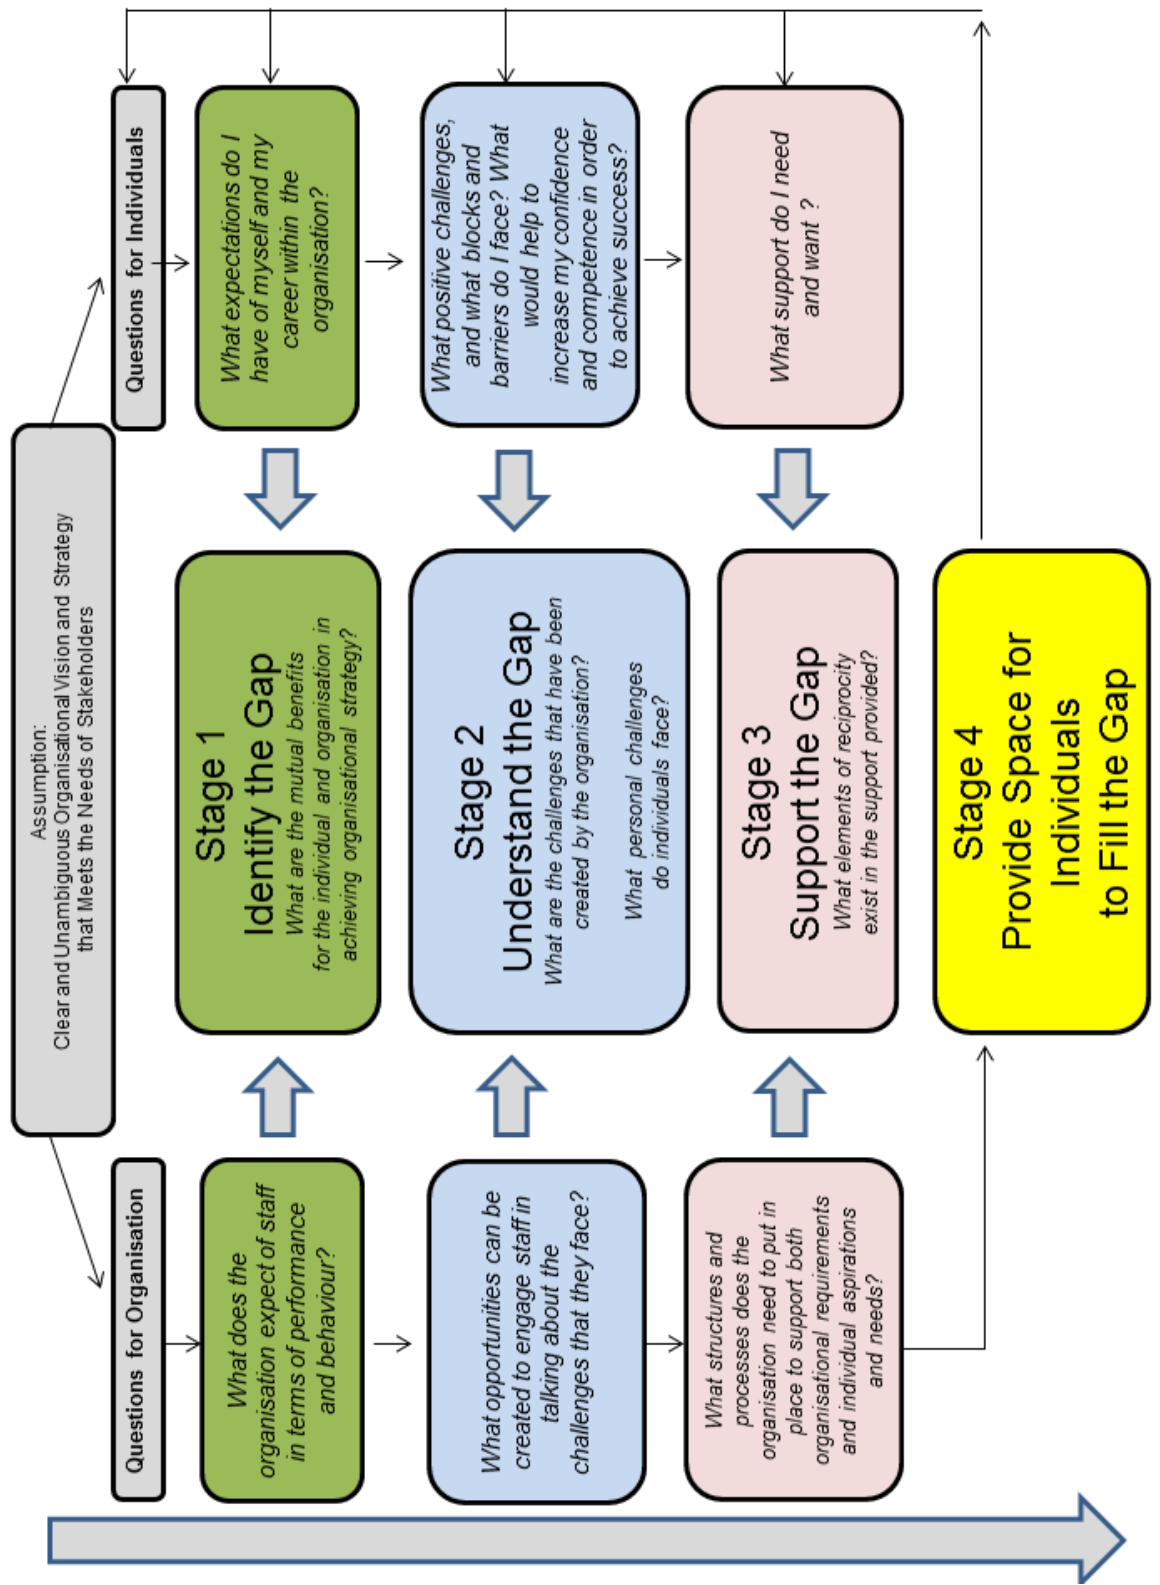 Assumption:
Clear and Unambiguous Organisational Vision and Strategy
that Meets the Needs of Stakeholders
Questions for Organisation
Questions for Individuals
What does the
organisation expect of staff
in terms of performance
and behaviour?
Stage 1
Identify the Gap
What are the mutual benefits
for the individual and organisation in
achieving organisational strategy?
What expectations do I
have of myself and my
career within the
organisation?
What opportunities can be
created to engage staff in
talking about the
challenges that they face?
Stage 2
Understand the Gap
What are the challenges that have been
created by the organisation?
What personal challenges
do individuals face?
What positive challenges,
and what blocks and
barriers do I face? What
would help to
increase my confidence
and competence in order
to achieve success?
What structures and
processes does the
organisation need to put in
place to support both
organisational requirements
and individual aspirations
and needs?
Stage 3
Support the Gap
What elements of reciprocity
exist in the support provided?
What support do I need
and want ?
Stage 4
Provide Space for
Individuals
to Fill the Gap